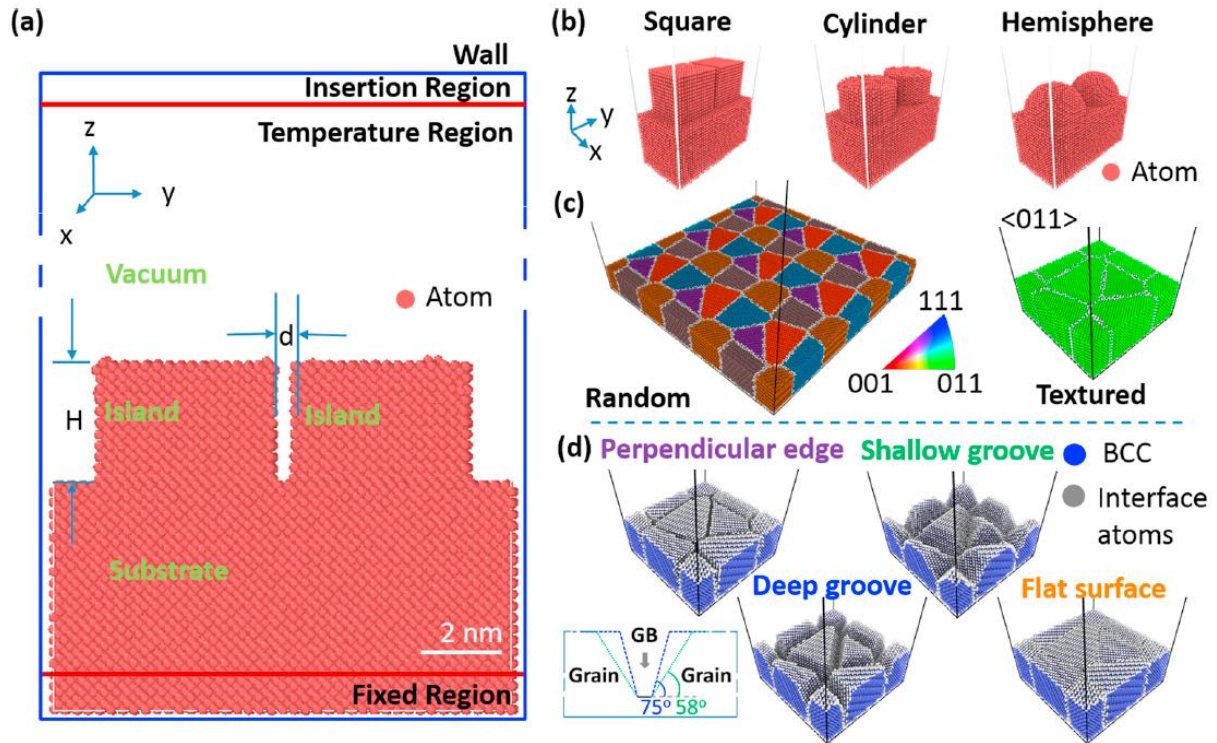 (a)
Wall
Insertion Region
Temperature Region
z
y
x
Vacuum
Atom
d
H
Island
Island
Substrate
2 nm
Fixed Region
(b)
Square
Cylinder
Hemisphere
z
y
x
Atom
(c)
<011>
111
001
011
Random
Textured
(d)
Perpendicular edge
Shallow groove
BCC
Interface
atoms
Deep groove
Flat surface
GB
Grain
Grain
75º
58º